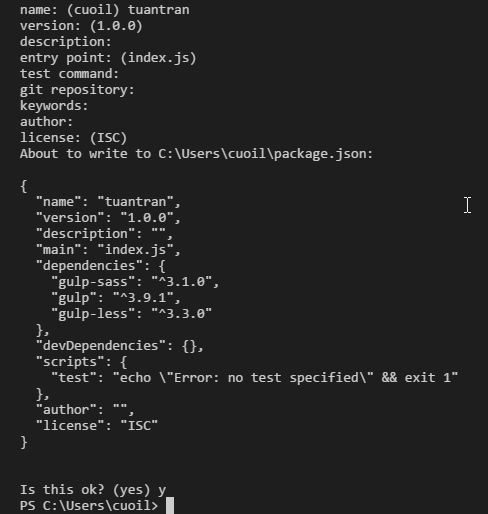 name: (cuoil) tuantran
version: (1.0.0)
description:
entry point: (index.js)
test command:
git repository:
keywords:
author:
license: (ISC)
About to write to C:\Users\cuoil\package.json:

{
  "name": "tuantran",
  "version": "1.0.0",
  "description": "",
  "main": "index.js",
  "dependencies": {
    "gulp-sass": "^3.1.0",
    "gulp": "^3.9.1",
    "gulp-less": "^3.3.0"
  },
  "devDependencies": {},
  "scripts": {
    "test": "echo \"Error: no test specified\" && exit 1"
  },
  "author": "",
  "license": "ISC"
}

Is this ok? (yes) y
PS C:\Users\cuoil>